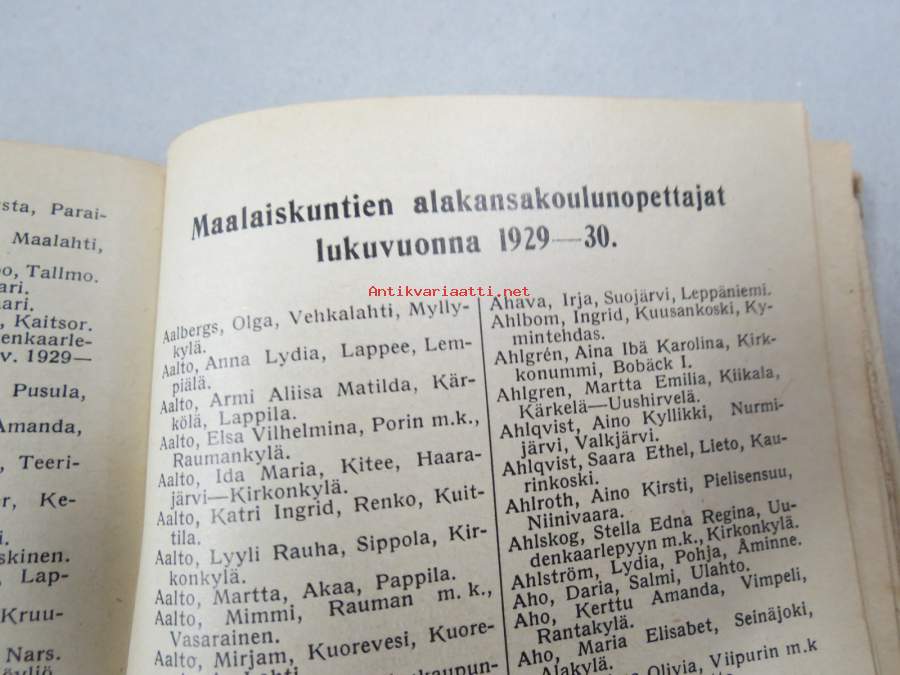 sta, Parai-
Maalahti,
o, Tallmo.
ari.
aari.
, Kaitsor.
enkaarle-
v. 1929—
Pusula,
Amanda,
, Teeri-
er, Ke-
i.
skinen.
, Lap-
Kruu-
Nars.
Maalaiskuntien alakansakoulunopettajat
lukuvuonna 1929—30.
Antikvariaatti.net
Aalbergs, Olga, Vehkalahti, Mylly-
kylä.
Aalto, Anna Lydia, Lappee, Lem-
piälä.
Aalto, Armi Aliisa Matilda, Kär-
kölä, Lappila.
Aalto, Elsa Vilhelmina, Porin m.k.,
Raumankylä.
Aalto, Ida Maria, Kitee, Haara-
järvi—Kirkonkylä.
Aalto, Katri Ingrid, Renko, Kuit-
tila.
Aalto, Lyyli Rauha, Sippola, Kir-
konkylä.
Aalto, Martta, Akaa, Pappila.
Aalto, Mimmi, Rauman m. k.,
Vasarainen.
Aalto, Mirjam, Kuorevesi, Kuore-
Lahti.
kaupun-
Ahava, Irja, Suojärvi, Leppäniemi.
Ahlbom, Ingrid, Kuusankoski, Ky-
mintehdas.
Ahlgrén, Aina Ibä Karolina, Kirk-
konummi, Bobäck I.
Ahlgren, Martta Emilia, Kiikala,
Kärkelä—Uushirvelä.
Ahlqvist, Aino Kyllikki, Nurmi-
järvi, Valkjärvi.
Ahlqvist, Saara Ethel, Lieto, Kau-
rinkoski.
Ahlroth, Aino Kirsti, Pielisensuu,
Niinivaara.
Ahlskog, Stella Edna Regina, Uu-
denkaarlepyyn m.k., Kirkonkylä.
Ahlström, Lydia, Pohja, Åminne.
Aho, Daria, Salmi, Ulahto.
Aho, Kerttu Amanda, Vimpeli,
Rantakylä.
Aho, Maria Elisabet, Seinäjoki,
Alakylä.
Olivia, Viipurin m.k